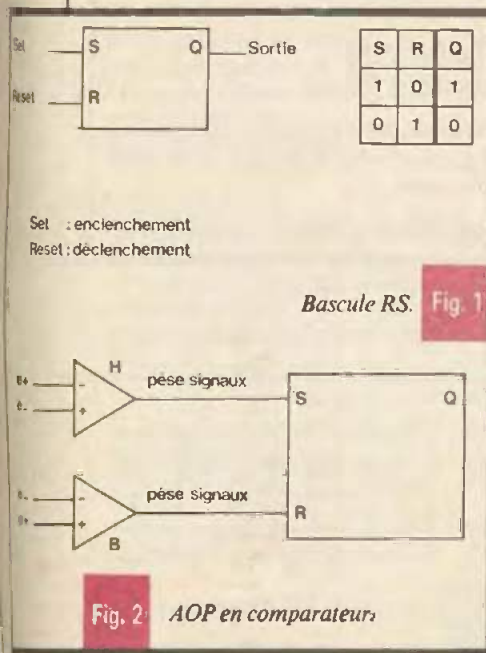 Set S Q Sortie
Reset R
S R Q
1 0 1
0 1 0
Set : enclenchement
Reset : déclenchement
Bascule RS. Fig. 1
H
e+ - pèse signaux S Q
e- +
e- - pèse signaux R
e+ +
B
Fig. 2 AOP en comparateur